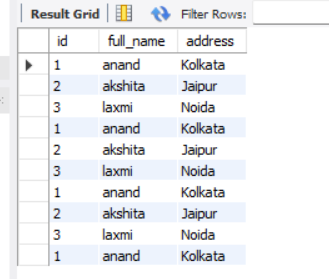 Result Grid Filter Rows:
id full_name address
1 anand Kolkata
2 akshita Jaipur
3 laxmi Noida
1 anand Kolkata
2 akshita Jaipur
3 laxmi Noida
1 anand Kolkata
2 akshita Jaipur
3 laxmi Noida
1 anand Kolkata